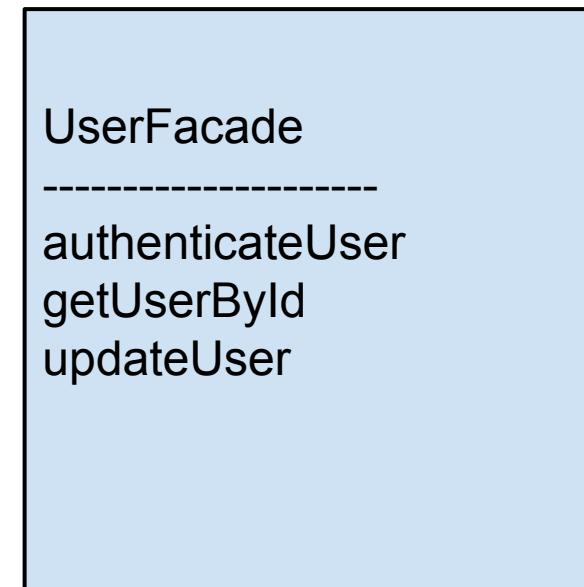 UserFacade
---------------------
authenticateUser
getUserById
updateUser